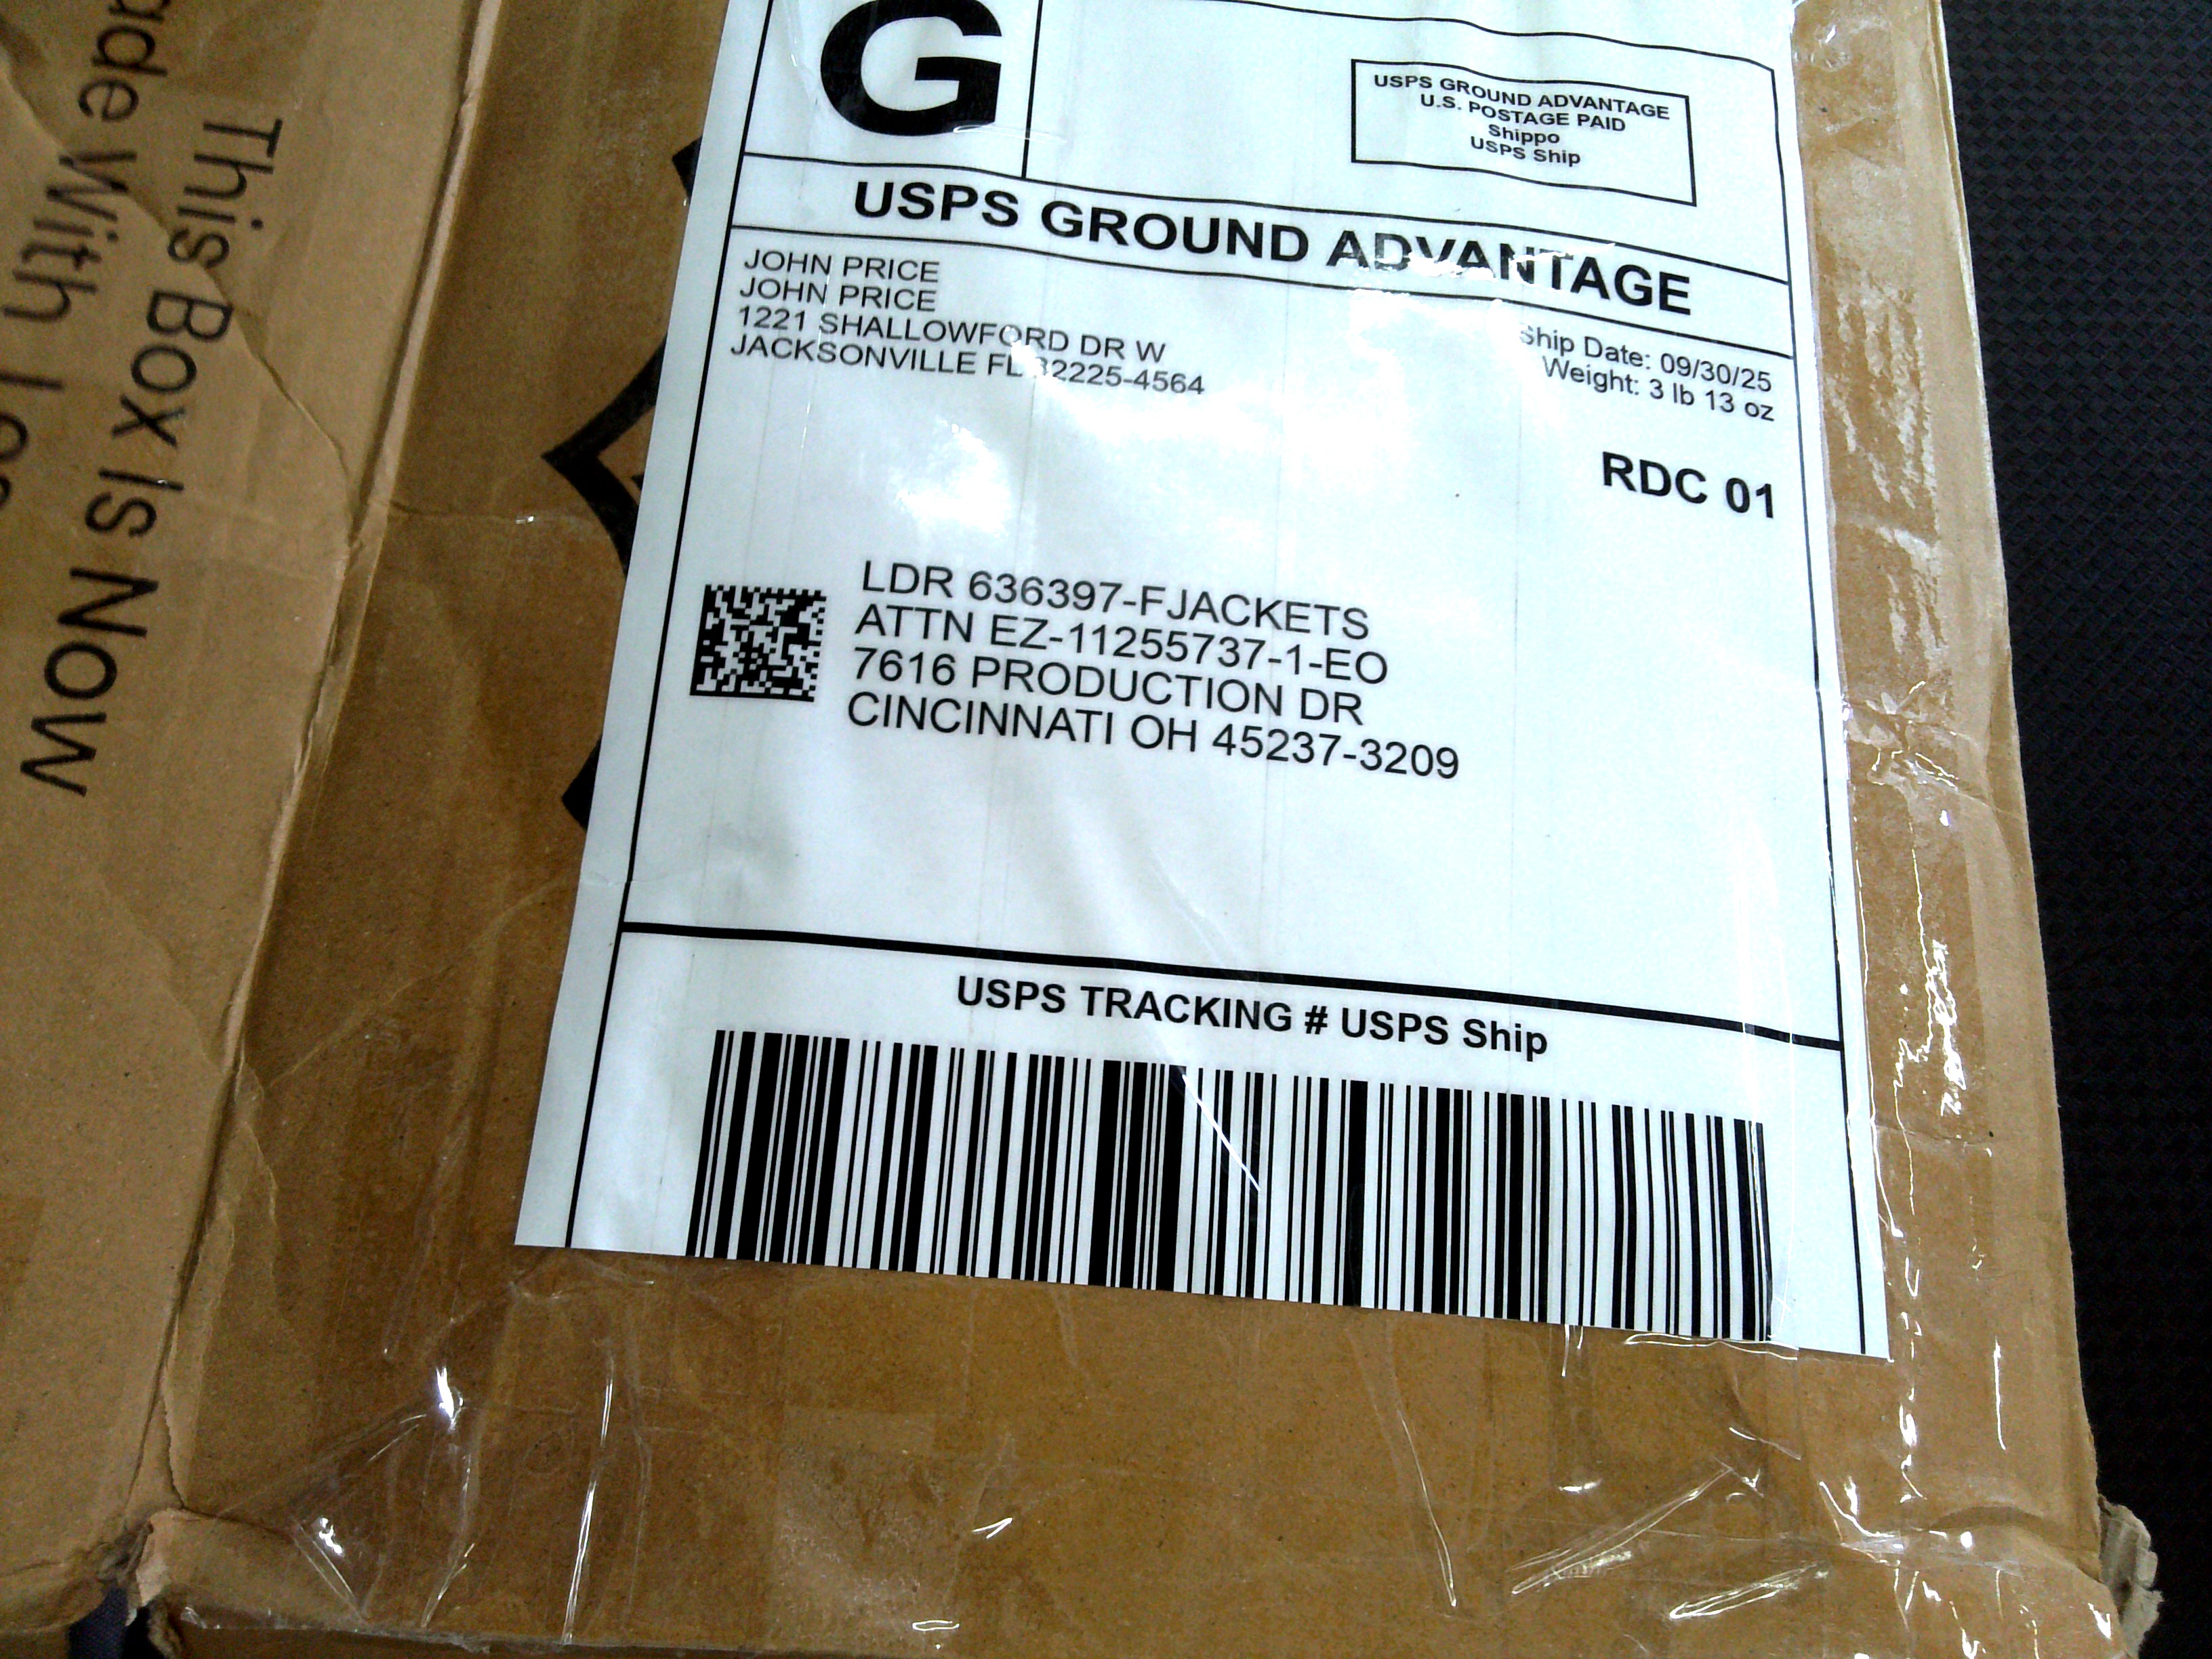 G
USPS GROUND ADVANTAGE
U.S. POSTAGE PAID
Shippo
USPS Ship
USPS GROUND ADVANTAGE
JOHN PRICE
JOHN PRICE
1221 SHALLOWFORD DR W
JACKSONVILLE FL 32225-4564
Ship Date: 09/30/25
Weight: 3 lb 13 oz
RDC 01
LDR 636397-FJACKETS
ATTN EZ-11255737-1-EO
7616 PRODUCTION DR
CINCINNATI OH 45237-3209
USPS TRACKING # USPS Ship
This Box Is Now
With